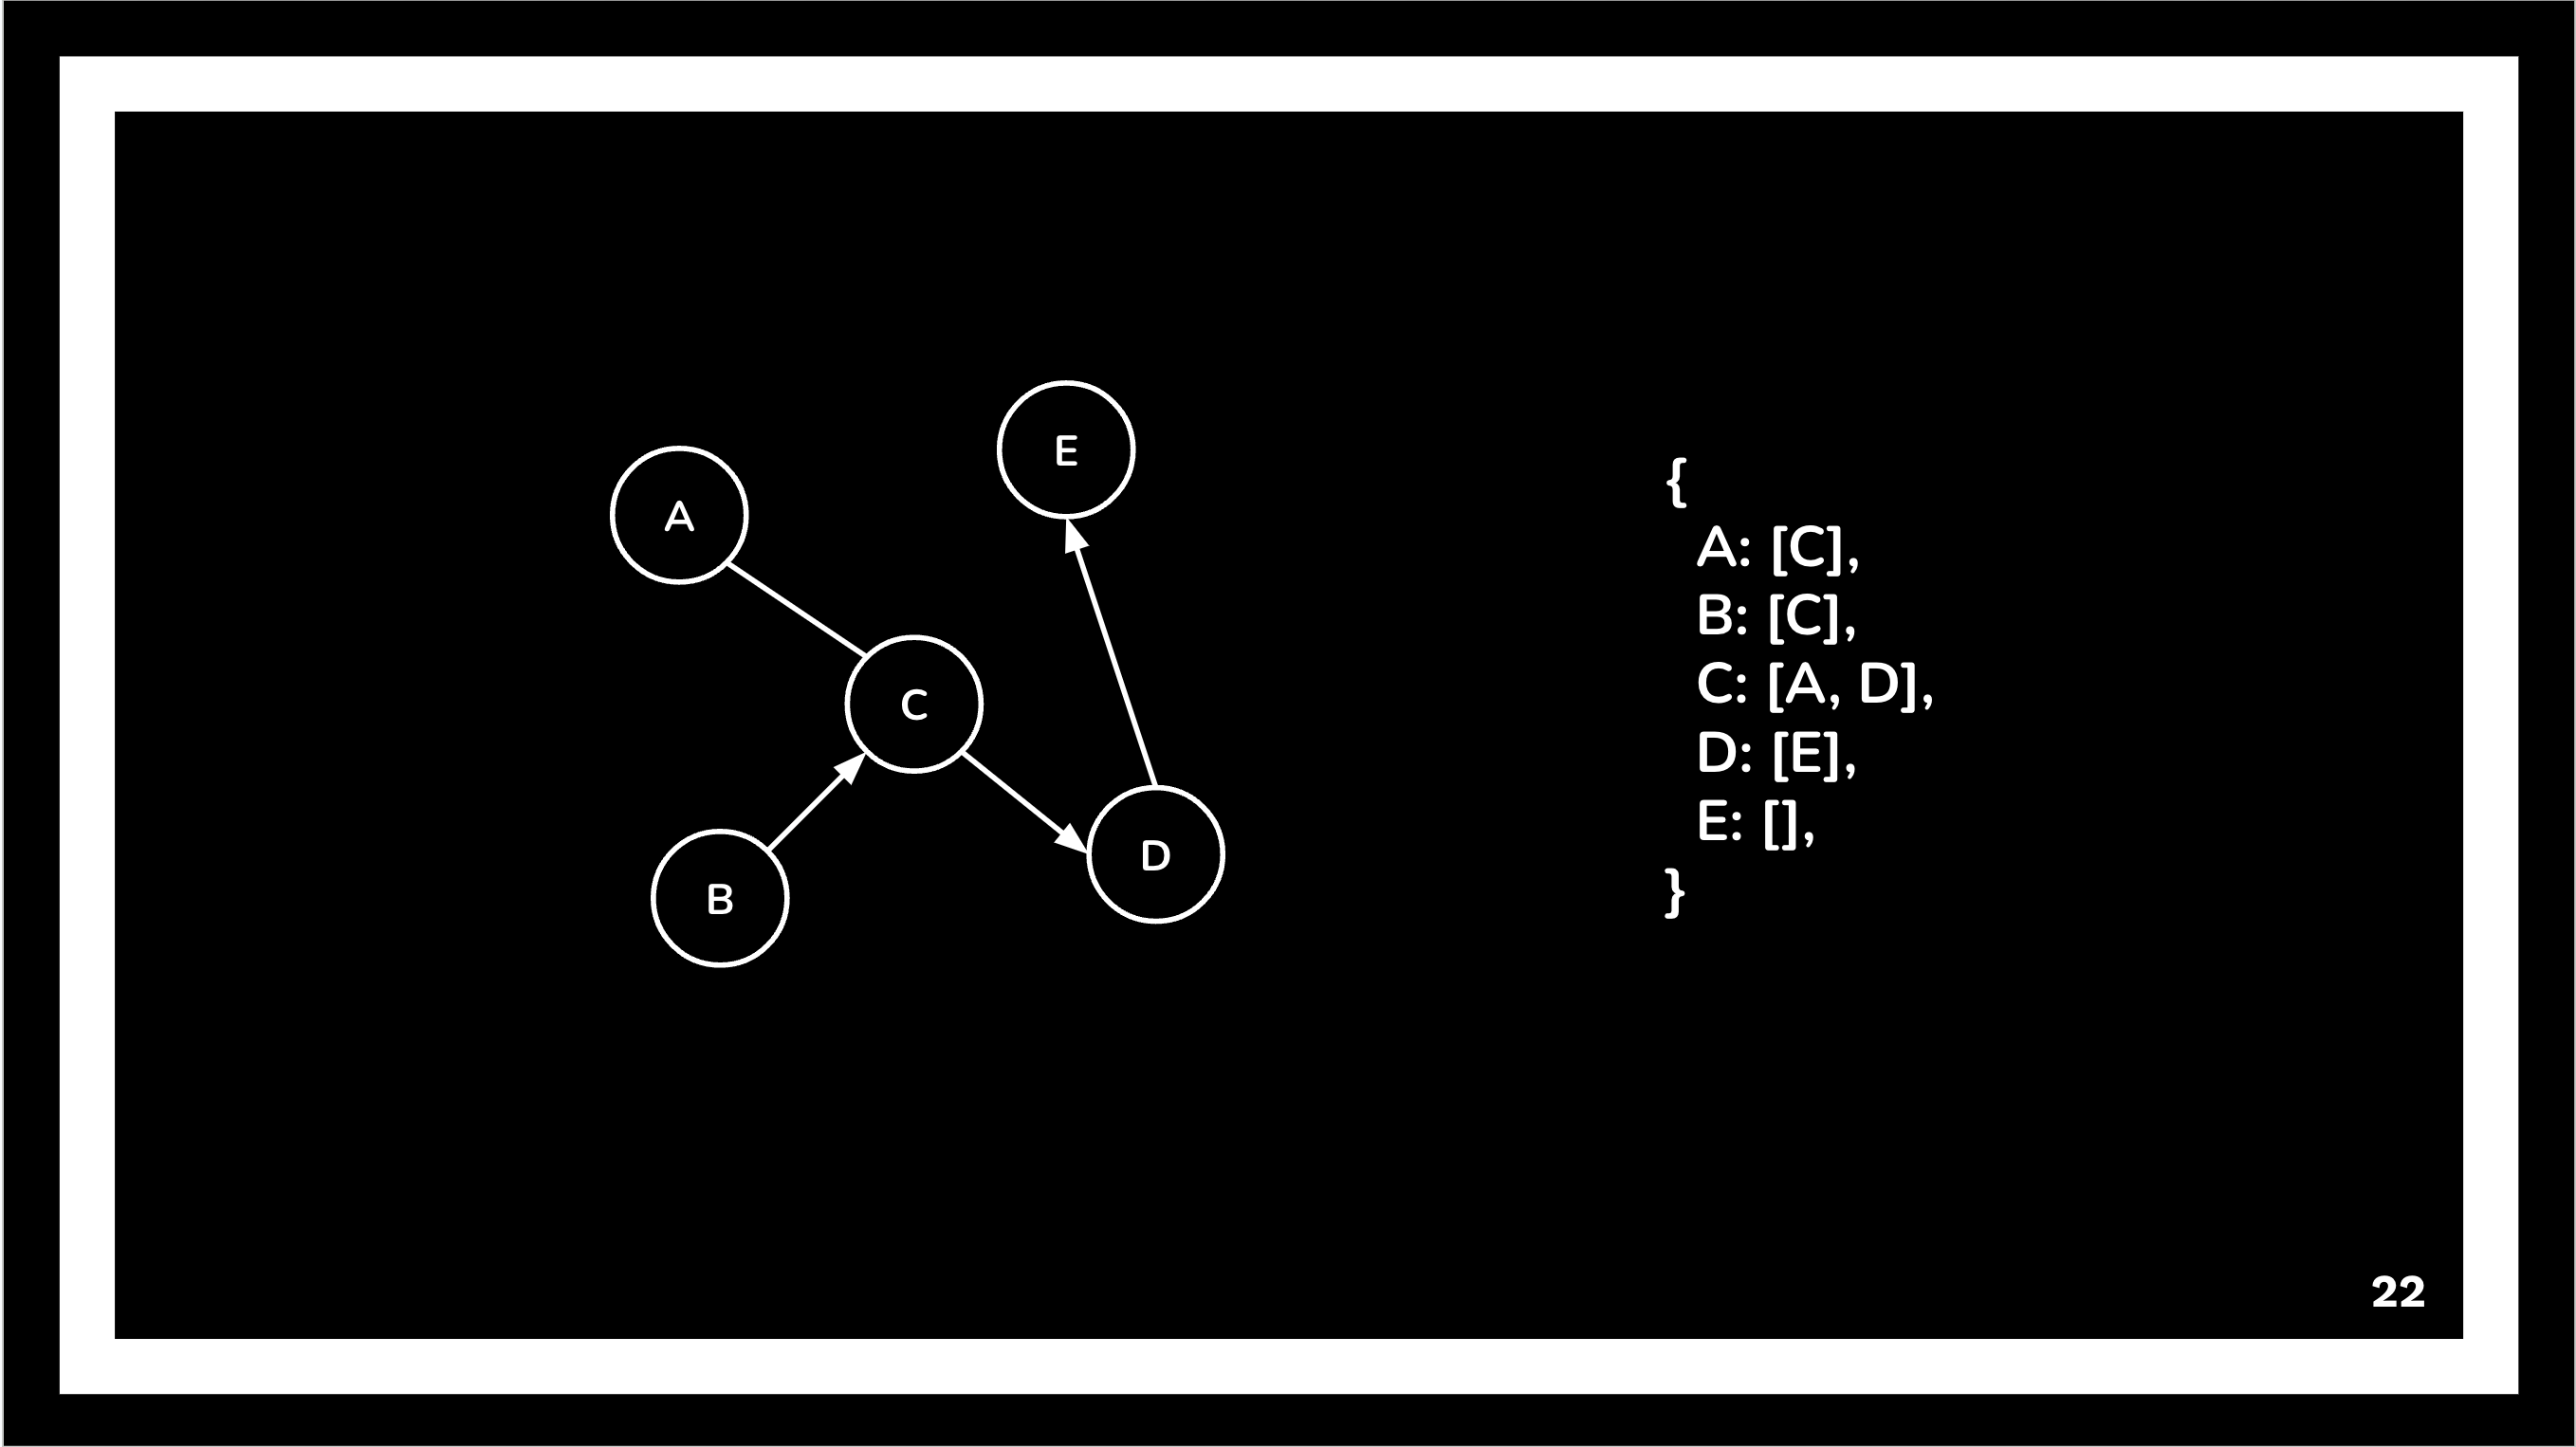 E
A
C
B
D
{
A: [C],
B: [C],
C: [A, D],
D: [E],
E: [],
}
22